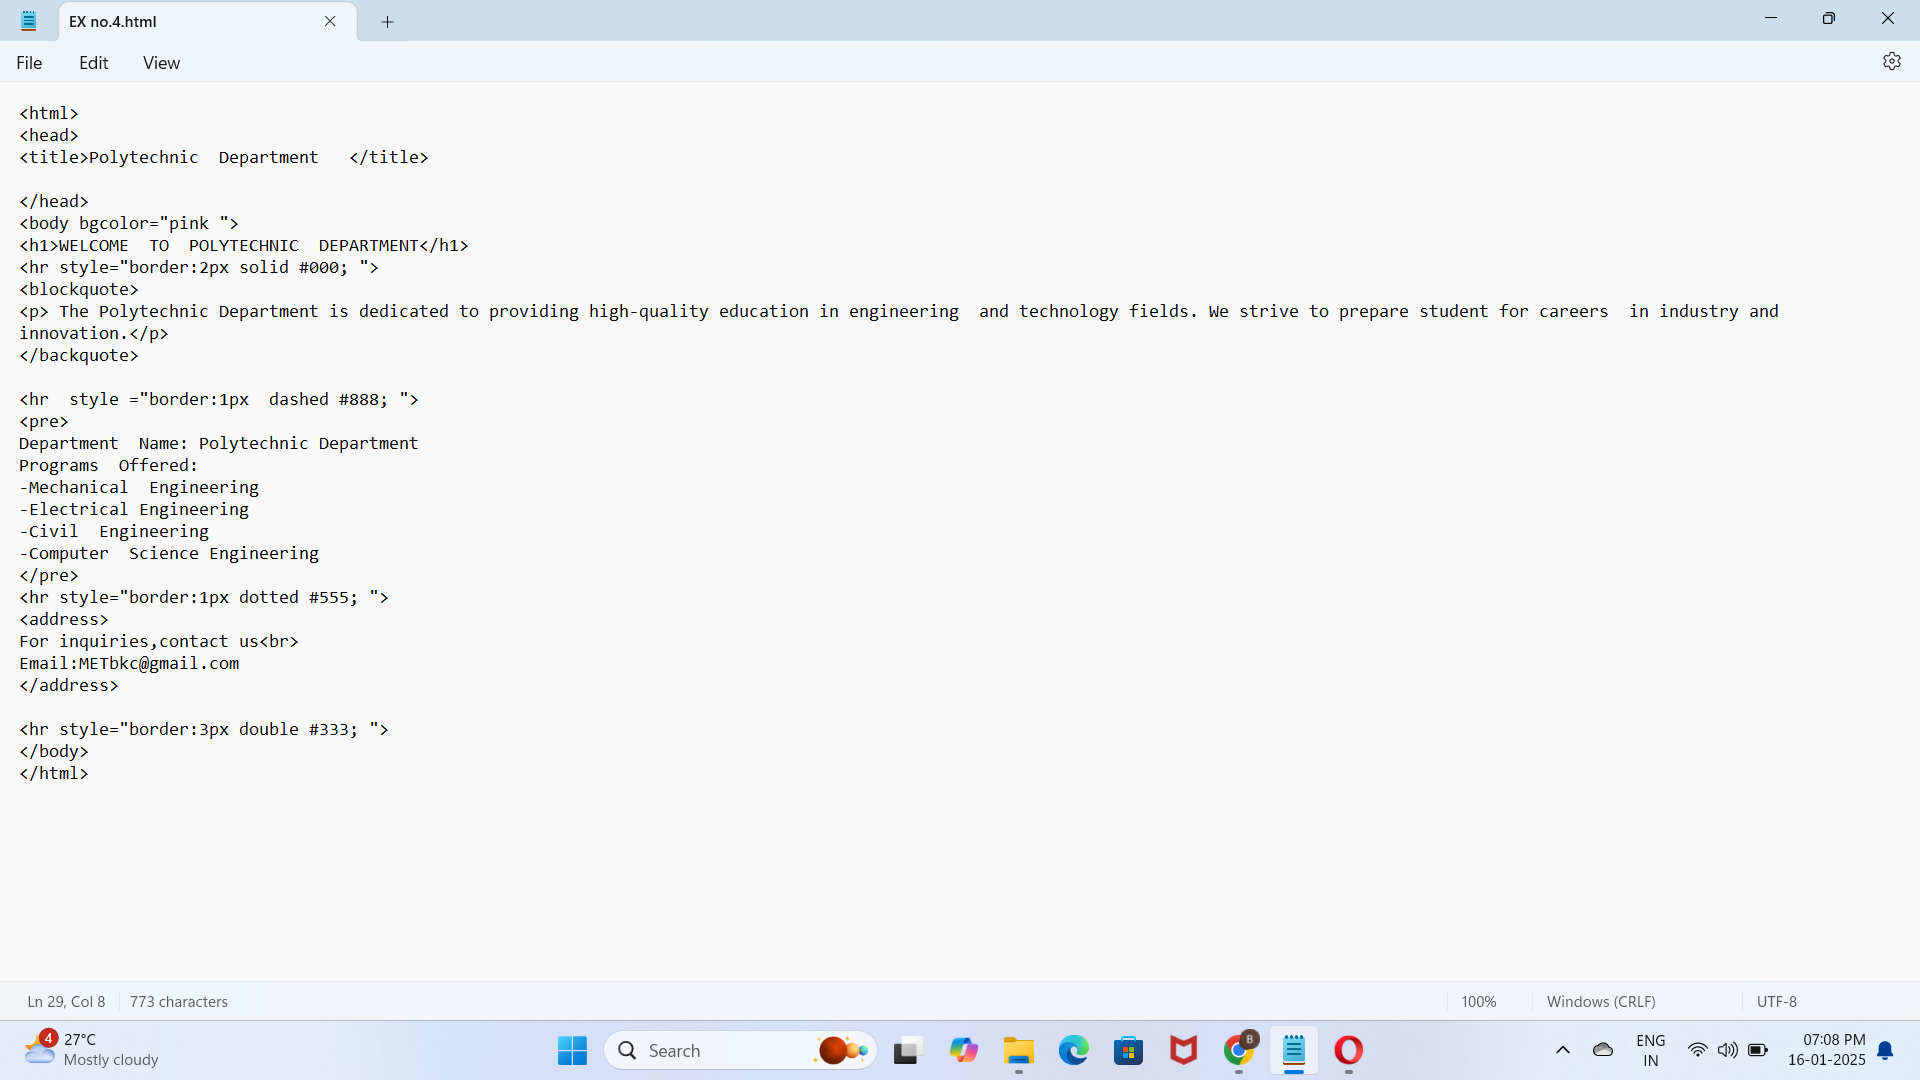 EX no.4.html
File Edit View
<html>
<head>
<title>Polytechnic  Department   </title>

</head>
<body bgcolor="pink ">
<h1>WELCOME  TO  POLYTECHNIC  DEPARTMENT</h1>
<hr style="border:2px solid #000; ">
<blockquote>
<p> The Polytechnic Department is dedicated to providing high-quality education in engineering  and technology fields. We strive to prepare student for careers  in industry and
innovation.</p>
</backquote>

<hr  style ="border:1px  dashed #888; ">
<pre>
Department  Name: Polytechnic Department
Programs  Offered:
-Mechanical  Engineering
-Electrical Engineering
-Civil  Engineering
-Computer  Science Engineering
</pre>
<hr style="border:1px dotted #555; ">
<address>
For inquiries,contact us<br>
Email:METbkc@gmail.com
</address>

<hr style="border:3px double #333; ">
</body>
</html>
Ln 29, Col 8 773 characters 100% Windows (CRLF) UTF-8
4 27°C
Mostly cloudy
Search
B
ENG
IN
07:08 PM
16-01-2025